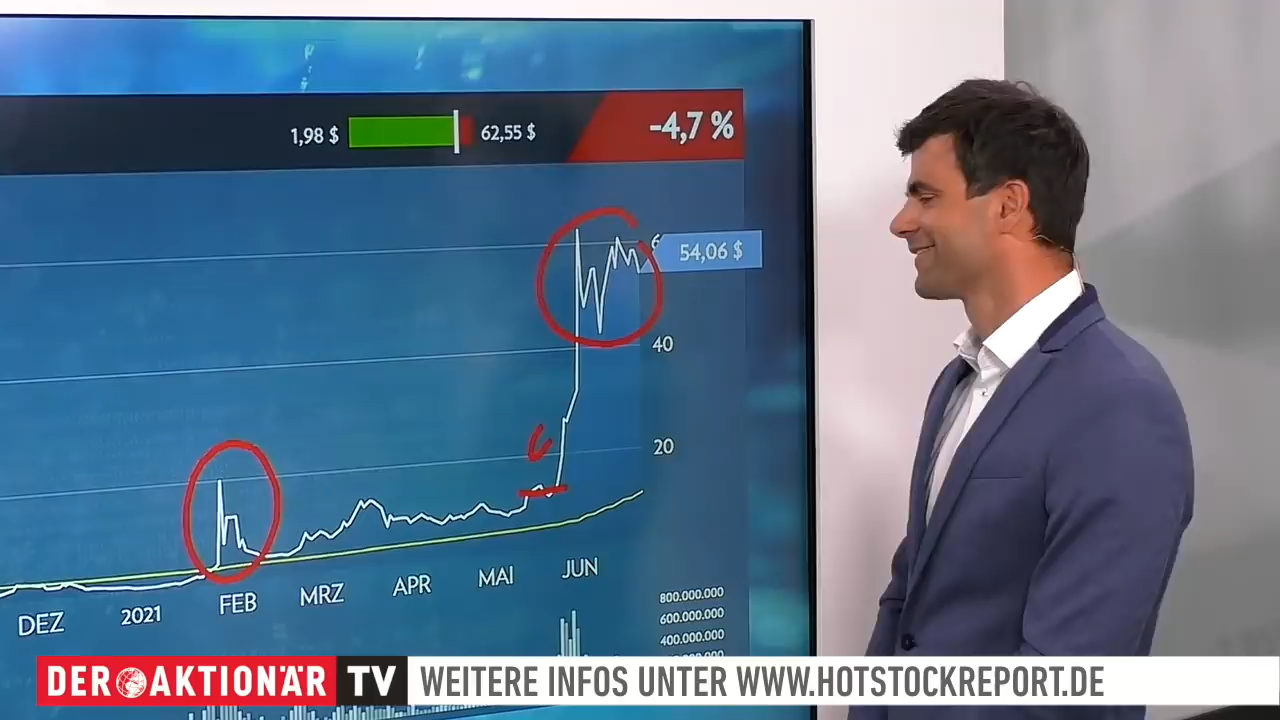 1,98 $ 62,55 $ -4,7 %
54,06 $
40
20
DEZ 2021 FEB MRZ APR MAI JUN
800.000.000
600.000.000
400.000.000
DER AKTIONÄR TV WEITERE INFOS UNTER WWW.HOTSTOCKREPORT.DE